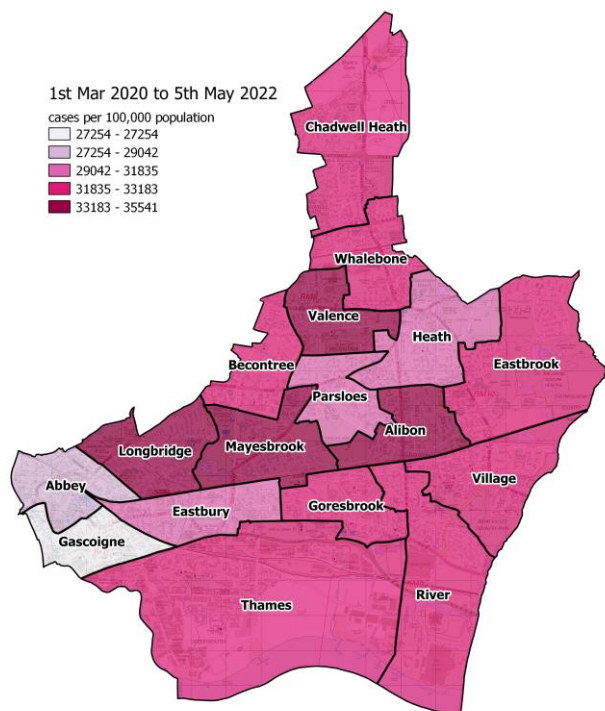 1st Mar 2020 to 5th May 2022
cases per 100,000 population
27254 - 27254
27254 - 29042
29042 - 31835
31835 - 33183
33183 - 35541
Chadwell Heath
Whalebone
Valence
Heath
Becontree
Eastbrook
Parsloes
Alibon
Longbridge
Mayesbrook
Village
Abbey
Eastbury
Goresbrook
Gascoigne
River
Thames